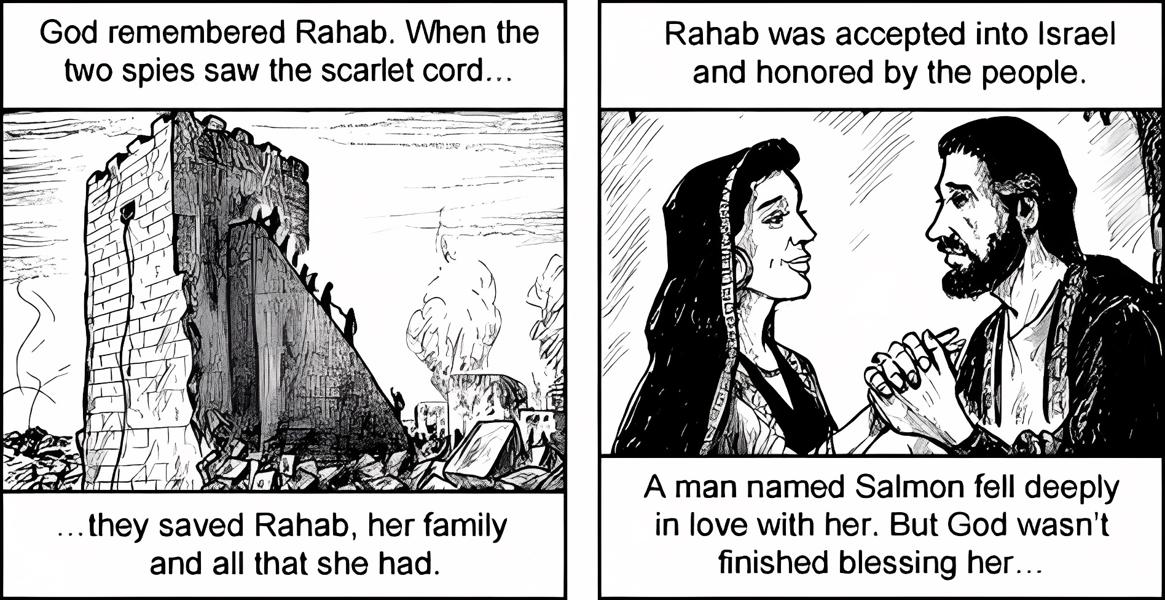 God remembered Rahab. When the
two spies saw the scarlet cord...
...they saved Rahab, her family
and all that she had.
Rahab was accepted into Israel
and honored by the people.
A man named Salmon fell deeply
in love with her. But God wasn't
finished blessing her...